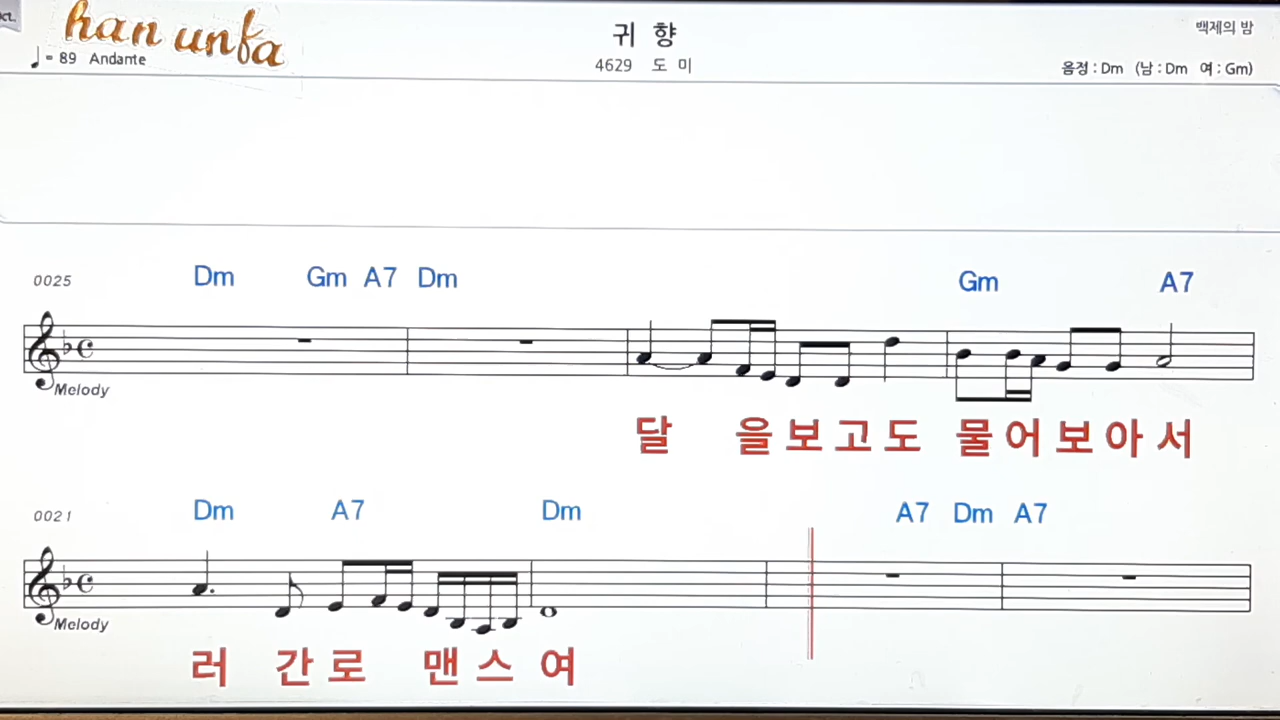 ct.
han unfa
♩= 89 Andante
귀 향
4629 도 미
백제의 밤
음정 : Dm (남 : Dm 여 : Gm)
0025
Dm Gm A7 Dm Gm A7
Melody
달 을 보 고 도 물 어 보 아 서
0021
Dm A7 Dm A7 Dm A7
Melody
러 간 로 맨 스 여